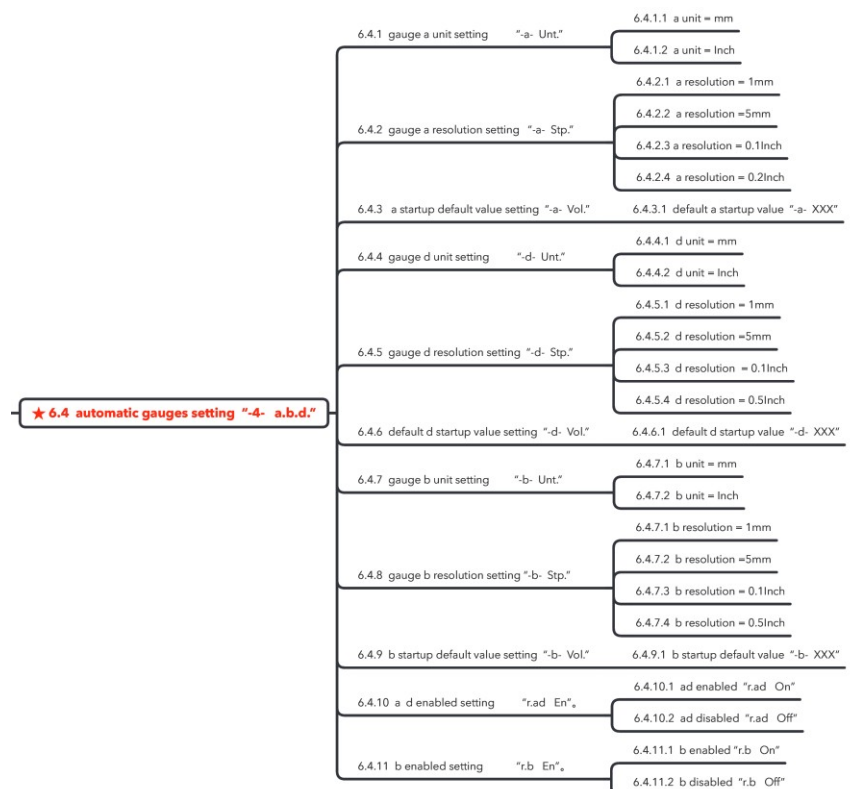 ★ 6.4 automatic gauges setting "-4- a.b.d."
6.4.1 gauge a unit setting "-a- Unt."
6.4.1.1 a unit = mm
6.4.1.2 a unit = Inch
6.4.2 gauge a resolution setting "-a- Stp."
6.4.2.1 a resolution = 1mm
6.4.2.2 a resolution =5mm
6.4.2.3 a resolution = 0.1Inch
6.4.2.4 a resolution = 0.2Inch
6.4.3 a startup default value setting "-a- Vol."
6.4.3.1 default a startup value "-a- XXX"
6.4.4 gauge d unit setting "-d- Unt."
6.4.4.1 d unit = mm
6.4.4.2 d unit = Inch
6.4.5 gauge d resolution setting "-d- Stp."
6.4.5.1 d resolution = 1mm
6.4.5.2 d resolution =5mm
6.4.5.3 d resolution = 0.1Inch
6.4.5.4 d resolution = 0.5Inch
6.4.6 default d startup value setting "-d- Vol."
6.4.6.1 default d startup value "-d- XXX"
6.4.7 gauge b unit setting "-b- Unt."
6.4.7.1 b unit = mm
6.4.7.2 b unit = Inch
6.4.8 gauge b resolution setting "-b- Stp."
6.4.7.1 b resolution = 1mm
6.4.7.2 b resolution =5mm
6.4.7.3 b resolution = 0.1Inch
6.4.7.4 b resolution = 0.5Inch
6.4.9 b startup default value setting "-b- Vol."
6.4.9.1 b startup default value "-b- XXX"
6.4.10 a d enabled setting "r.ad En"。
6.4.10.1 ad enabled "r.ad On"
6.4.10.2 ad disabled "r.ad Off"
6.4.11 b enabled setting "r.b En"。
6.4.11.1 b enabled "r.b On"
6.4.11.2 b disabled "r.b Off"